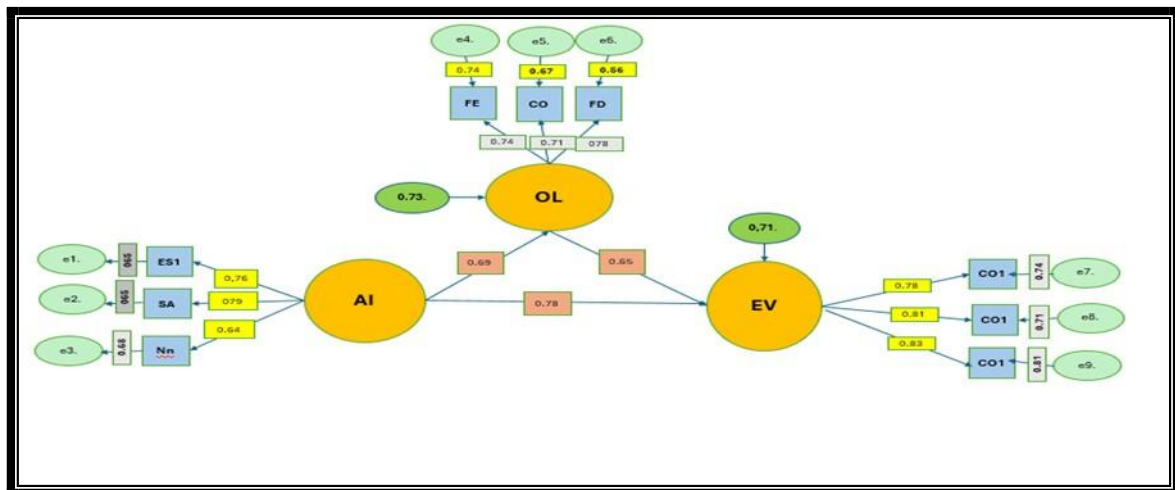 e4. e5. e6.
0.74 0.67 0.56
FE CO FD
0.74 0.71 078
0.73. OL
0,71.
e1. 065 ES1 0,76
0.69 0.65
0.78 CO1 0.74 e7.
e2. 065 SA 079
AI 0.78 EV
0.81 CO1 0.71 e8.
e3. 0.68 Nn 0.64
0.83 CO1 0.81 e9.